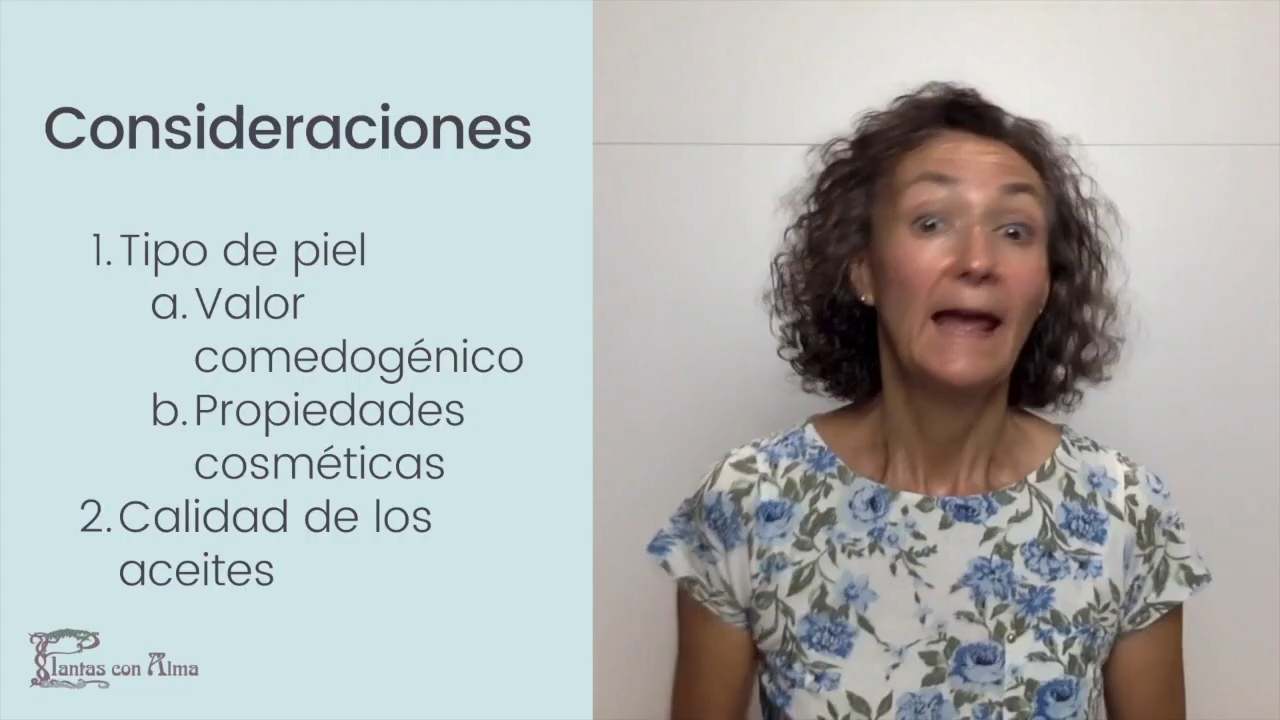 Consideraciones
1. Tipo de piel
a. Valor
comedogénico
b. Propiedades
cosméticas
2. Calidad de los
aceites
Plantas con Alma